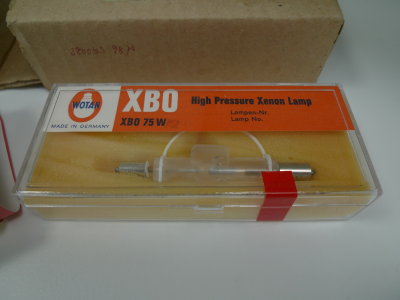 WOTAN
MADE IN GERMANY
XBO
XBO 75 W
High Pressure Xenon Lamp
Lampen-Nr.
Lamp No.